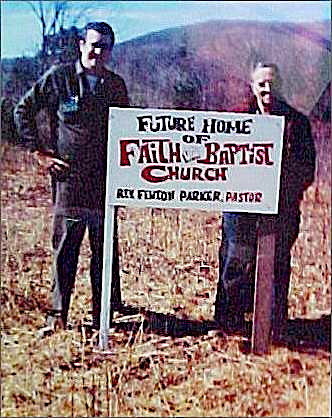 FUTURE HOME
OF
FAITH BAPTIST
CHURCH
REV. FENTON PARKER, PASTOR